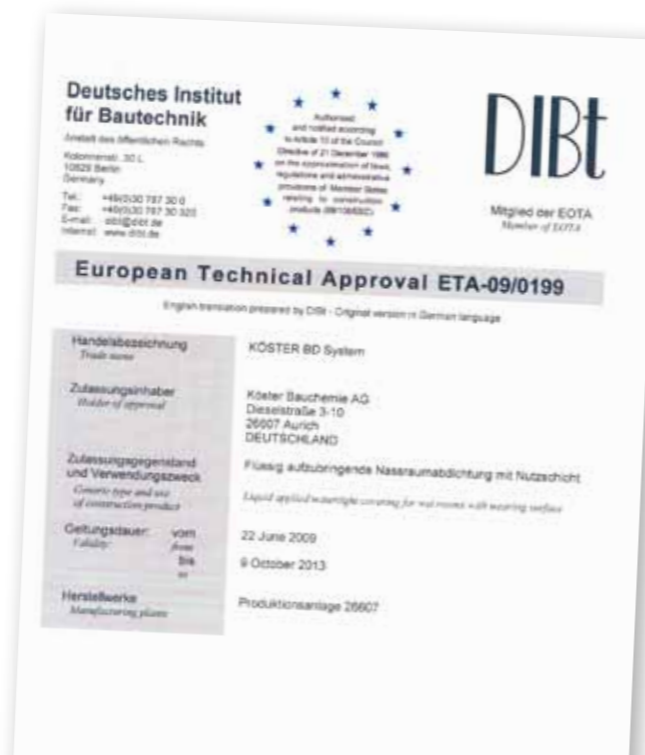 Deutsches Institut
für Bautechnik
Anstalt des öffentlichen Rechts
Kolonnenstr. 30 L
10829 Berlin
Germany
Tel.: +49(0)30 787 30 0
Fax: +49(0)30 787 30 320
E-mail: dibt@dibt.de
Internet: www.dibt.de
Authorised
and notified according
to Article 10 of the Council
Directive of 21 December 1988
on the approximation of laws,
regulations and administrative
provisions of Member States
relating to construction
products (89/106/EEC)
DIBt
Mitglied der EOTA
Member of EOTA
European Technical Approval ETA-09/0199
English translation prepared by DIBt - Original version in German language
Handelsbezeichnung
Trade name
KÖSTER BD System
Zulassungsinhaber
Holder of approval
Köster Bauchemie AG
Dieselstraße 3-10
26607 Aurich
DEUTSCHLAND
Zulassungsgegenstand
und Verwendungszweck
Generic type and use
of construction product
Flüssig aufzubringende Nassraumabdichtung mit Nutzschicht
Liquid applied watertight covering for wet rooms with wearing surface
Geltungsdauer: vom
Validity: from
22 June 2009
bis
to
9 October 2013
Herstellwerke
Manufacturing plants
Produktionsanlage 26607